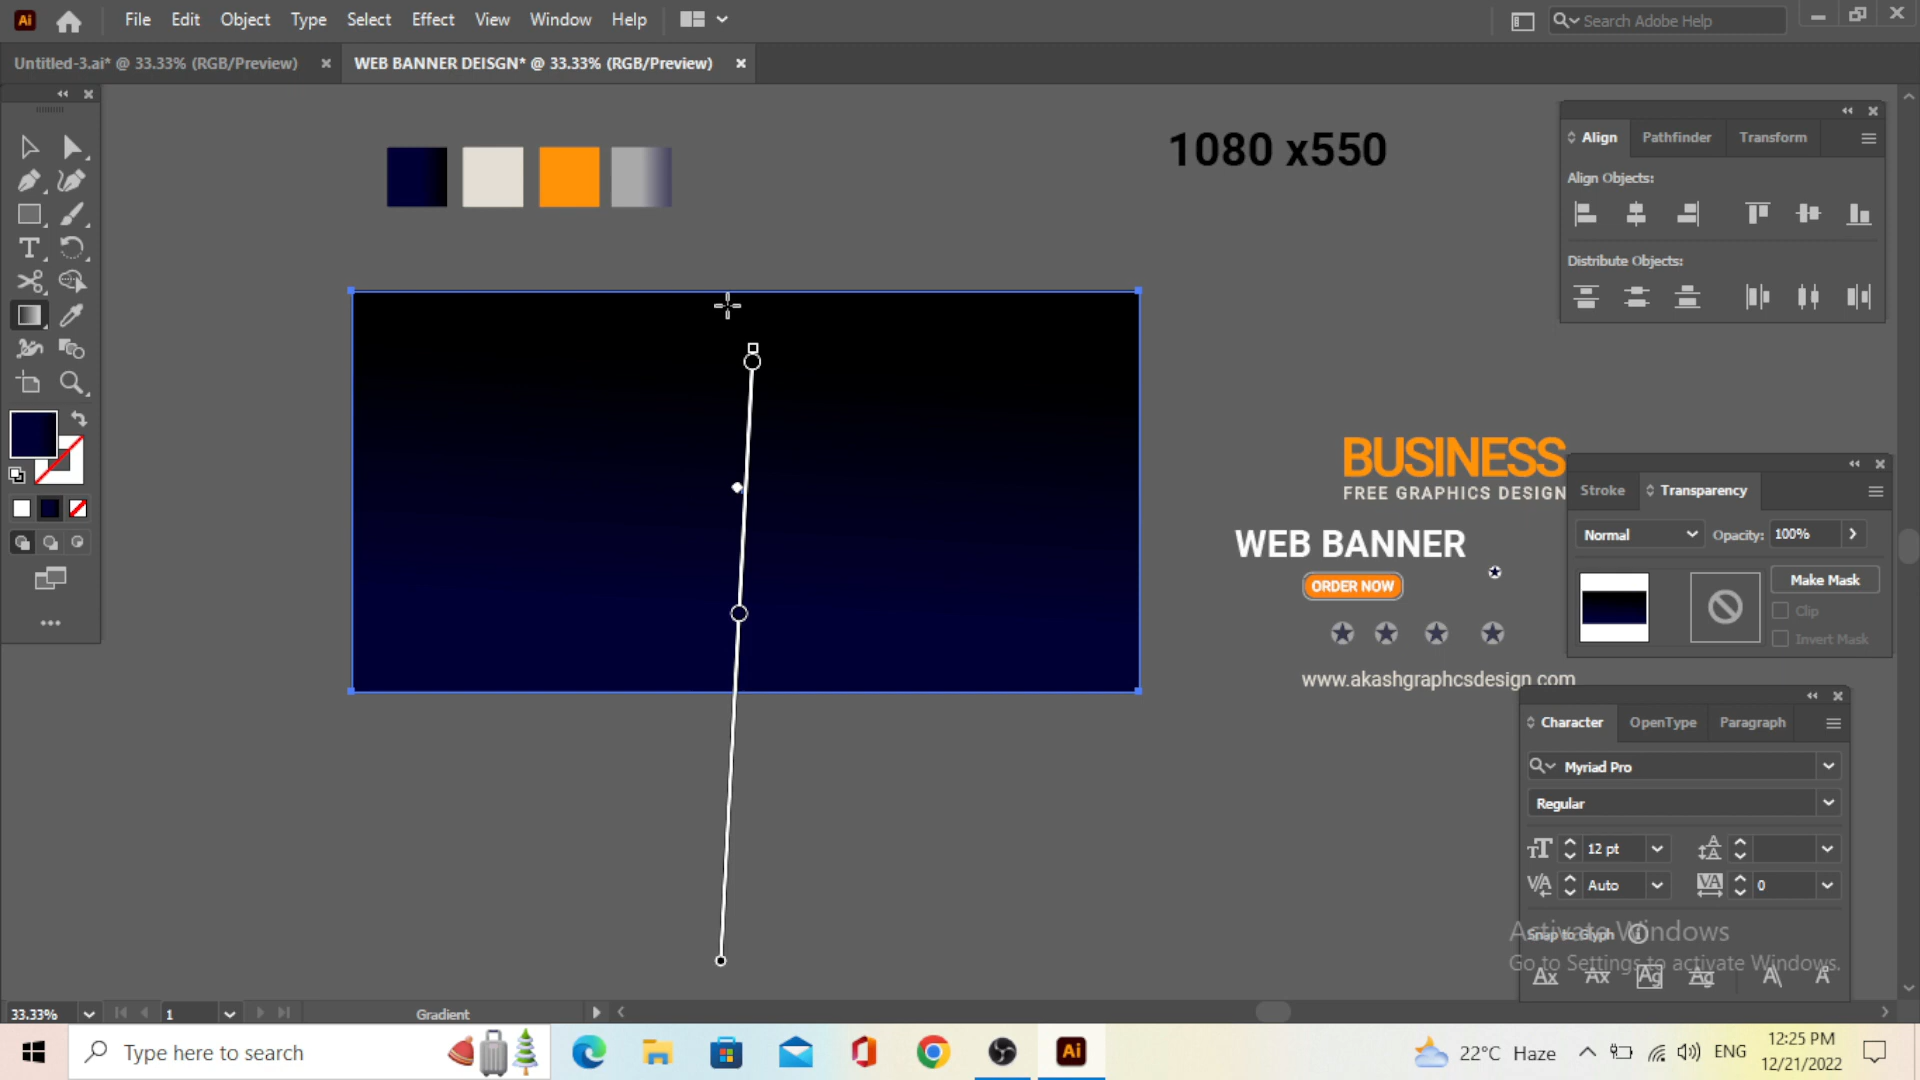 File Edit Object Type Select Effect View Window Help
Search Adobe Help
Untitled-3.ai* @ 33.33% (RGB/Preview)
WEB BANNER DEISGN* @ 33.33% (RGB/Preview)
1080 x550
Align Pathfinder Transform
Align Objects:
Distribute Objects:
BUSINESS
FREE GRAPHICS DESIGN
WEB BANNER
ORDER NOW
www.akashgraphcsdesign.com
Stroke Transparency
Normal Opacity: 100%
Make Mask
Clip
Invert Mask
Character OpenType Paragraph
Myriad Pro
Regular
12 pt
Auto 0
Snap to Glyph
Activate Windows
Go to Settings to activate Windows.
33.33% 1 Gradient
Type here to search
22°C Haze ENG
12:25 PM
12/21/2022